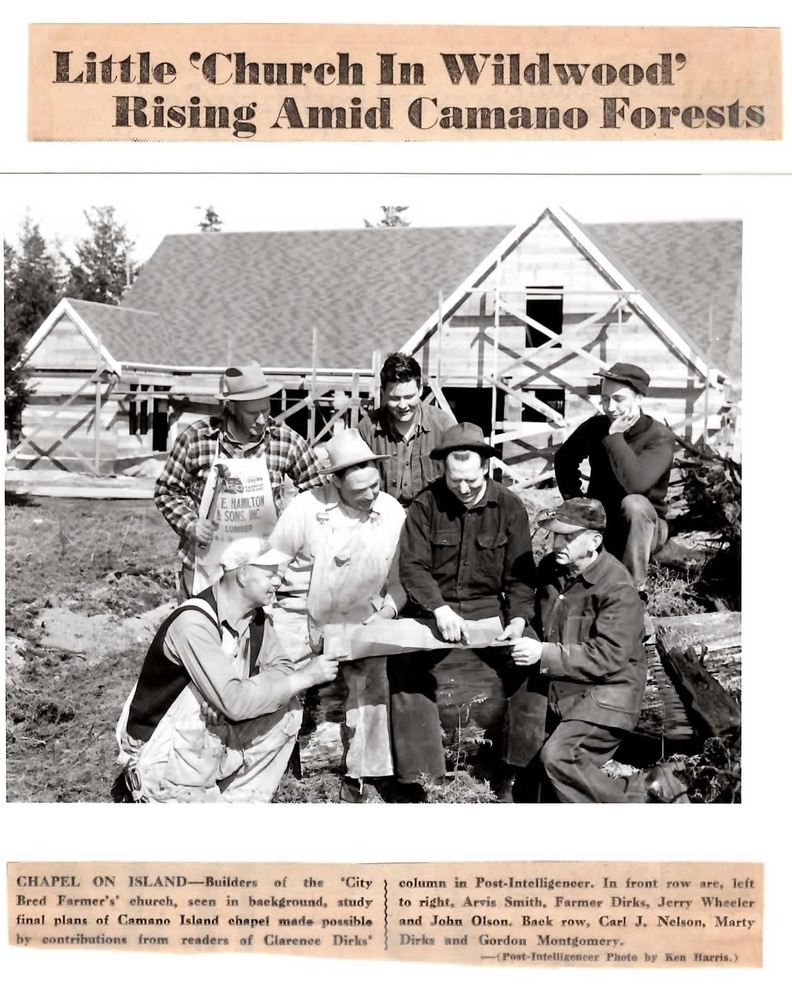 Little 'Church In Wildwood'
Rising Amid Camano Forests
E. HAMILTON
& SONS, INC.
LUMBER
CHAPEL ON ISLAND—Builders of the 'City
Bred Farmer's' church, seen in background, study
final plans of Camano Island chapel made possible
by contributions from readers of Clarence Dirks'
column in Post-Intelligencer. In front row are, left
to right, Arvis Smith, Farmer Dirks, Jerry Wheeler
and John Olson. Back row, Carl J. Nelson, Marty
Dirks and Gordon Montgomery.
—(Post-Intelligencer Photo by Ken Harris.)